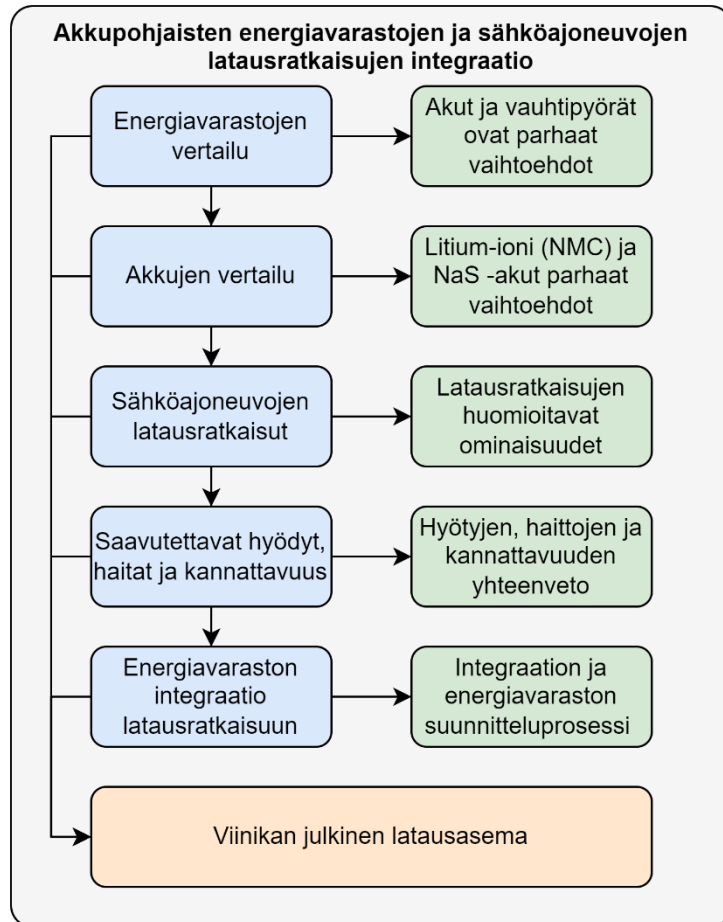 Akkupohjaisten energiavarastojen ja sähköajoneuvojen
latausratkaisujen integraatio
Energiavarastojen
vertailu
Akut ja vauhtipyörät
ovat parhaat
vaihtoehdot
Akkujen vertailu
Litium-ioni (NMC) ja
NaS -akut parhaat
vaihtoehdot
Sähköajoneuvojen
latausratkaisut
Latausratkaisujen
huomioitavat
ominaisuudet
Saavutettavat hyödyt,
haitat ja kannattavuus
Hyötyjen, haittojen ja
kannattavuuden
yhteenveto
Energiavaraston
integraatio
latausratkaisuun
Integraation ja
energiavaraston
suunnitteluprosessi
Viinikan julkinen latausasema